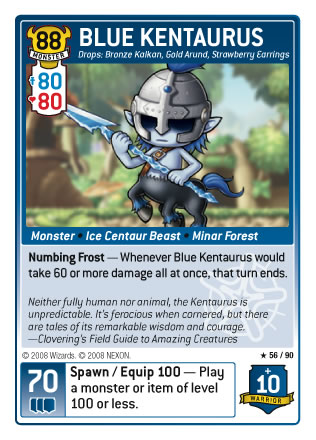 88
MONSTER
BLUE KENTAURUS
Drops: Bronze Kalkan, Gold Arund, Strawberry Earrings
80
80
Monster • Ice Centaur Beast • Minar Forest
Numbing Frost — Whenever Blue Kentaurus would
take 60 or more damage all at once, that turn ends.
Neither fully human nor animal, the Kentaurus is
unpredictable. It's ferocious when cornered, but there
are tales of its remarkable wisdom and courage.
—Clovering's Field Guide to Amazing Creatures
© 2008 Wizards. © 2008 NEXON.
★ 56 / 90
70
Spawn / Equip 100 — Play
a monster or item of level
100 or less.
+
10
WARRIOR